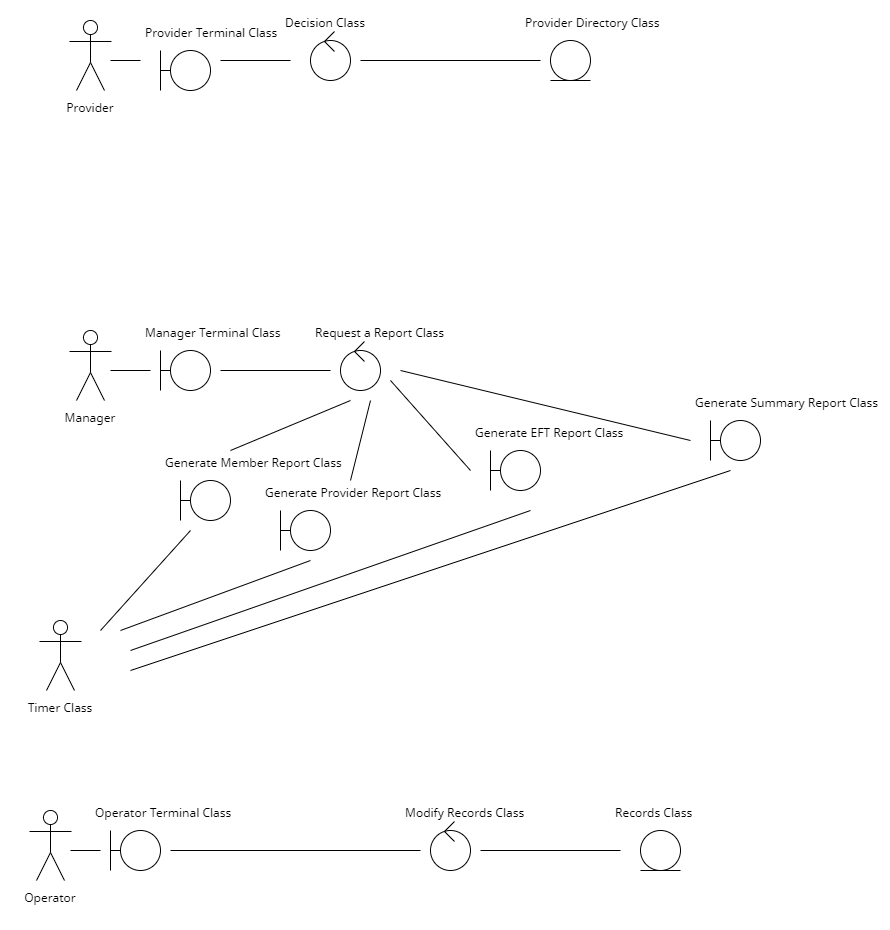 Provider Terminal Class
Decision Class
Provider Directory Class
Provider
Manager Terminal Class
Request a Report Class
Manager
Generate Summary Report Class
Generate EFT Report Class
Generate Member Report Class
Generate Provider Report Class
Timer Class
Operator Terminal Class
Modify Records Class
Records Class
Operator